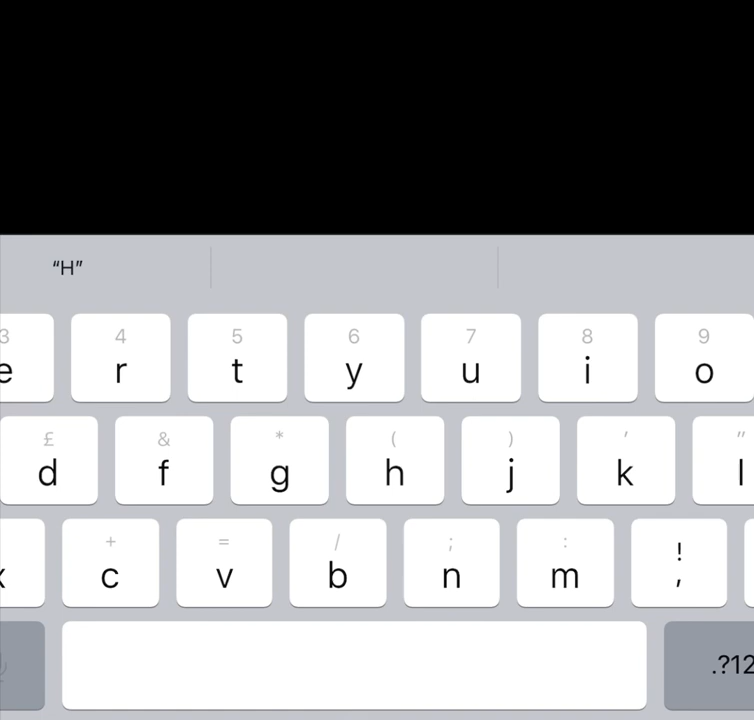 “H”
3 4 5 6 7 8 9
e r t y u i o
£ & * ( ) ′ ″
d f g h j k l
+ = / ; : !
x c v b n m ,
.?12